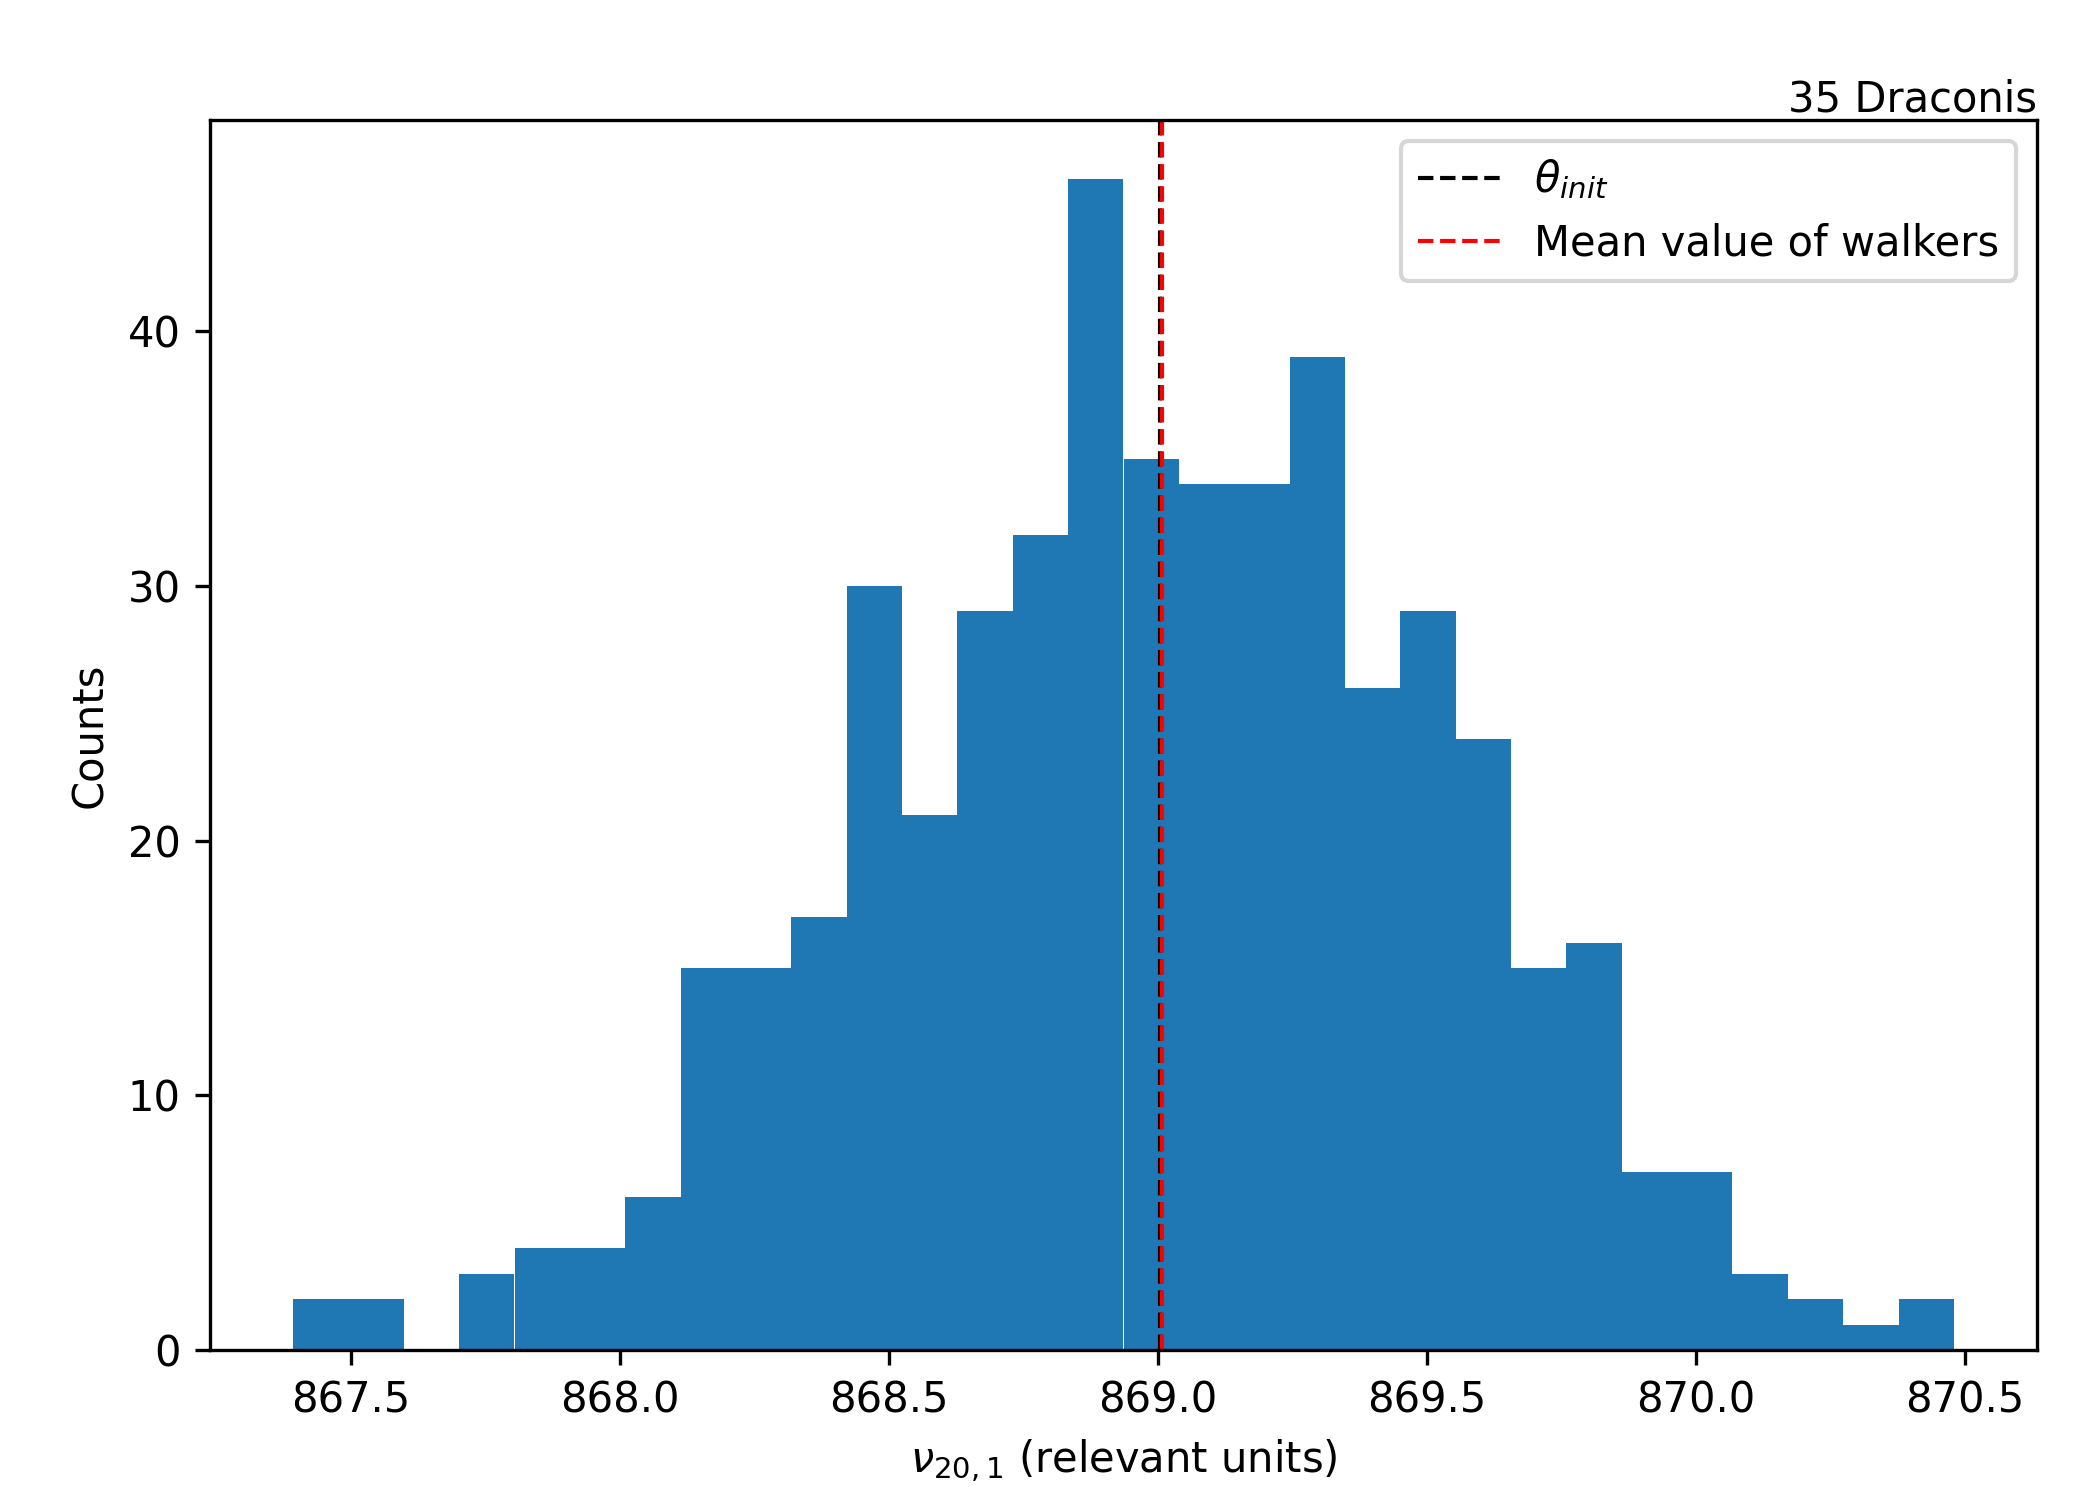 35 Draconis
θ_init
Mean value of walkers
40
30
20
10
0
Counts
867.5 868.0 868.5 869.0 869.5 870.0 870.5
ν_20,1 (relevant units)